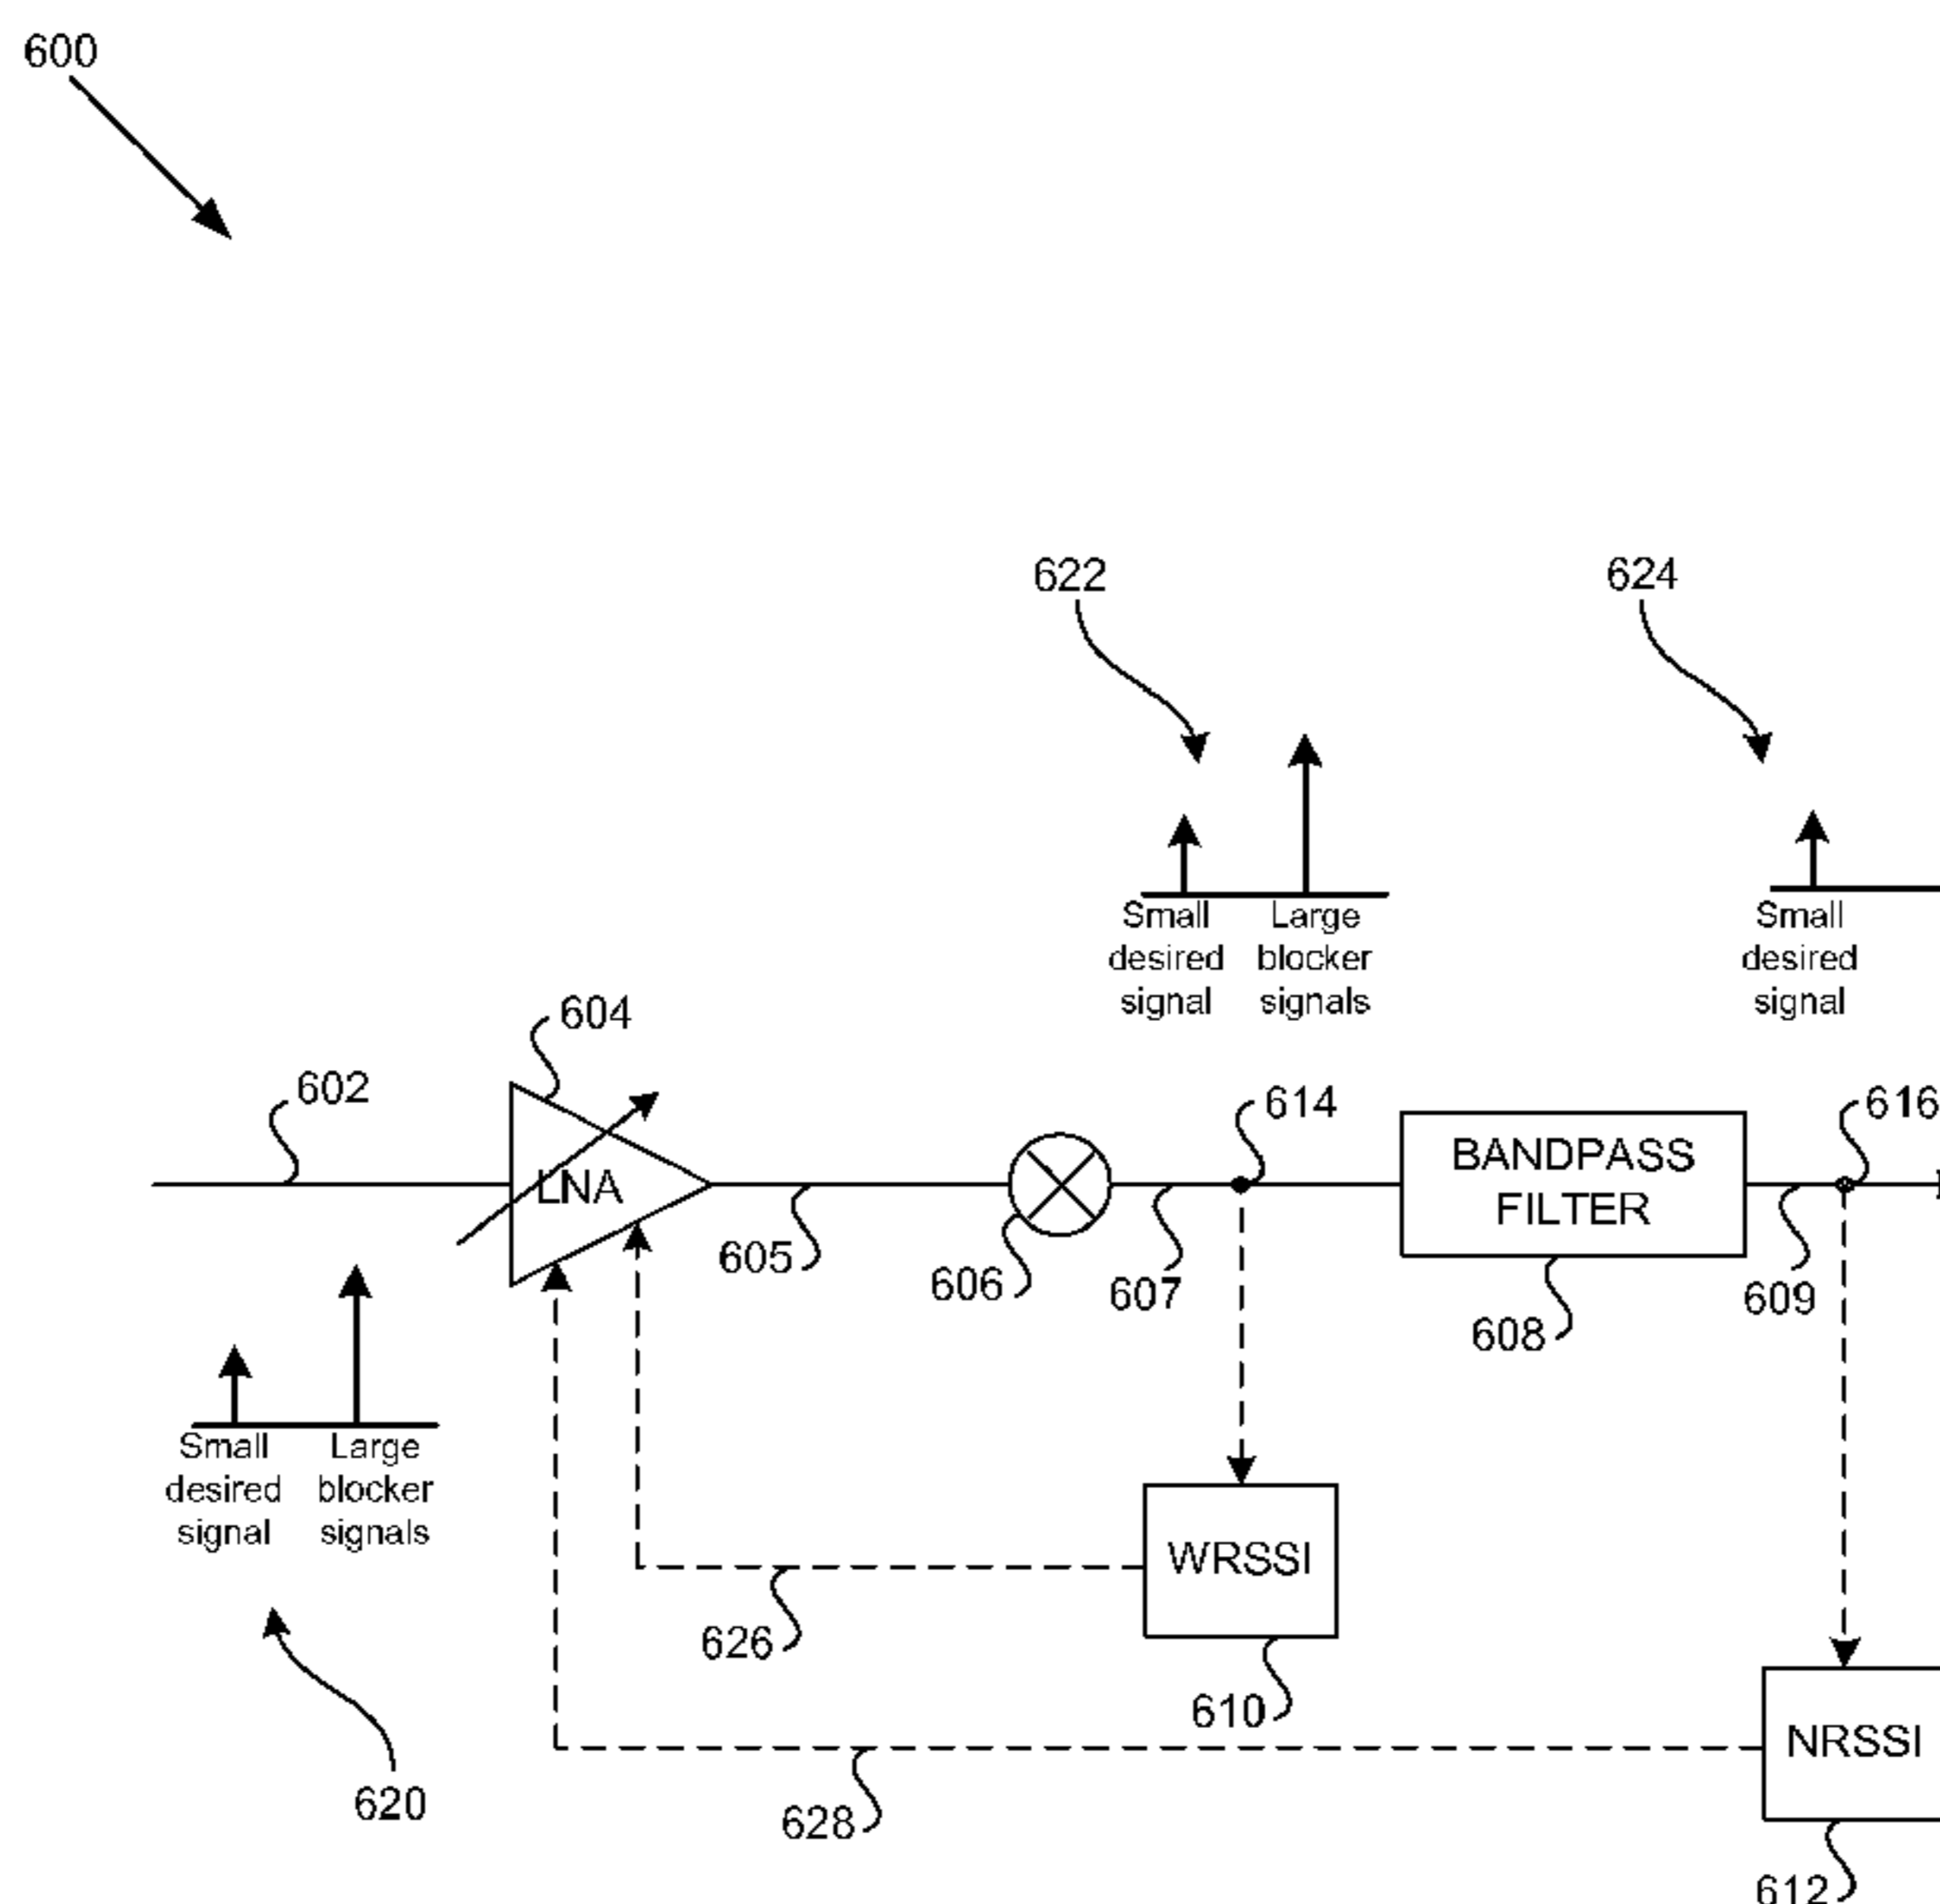 600
622
624
Small
desired
signal
Large
blocker
signals
Small
desired
signal
604
602
LNA
605
606
607
614
BANDPASS
FILTER
608
609
616
Small
desired
signal
Large
blocker
signals
620
626
628
WRSSI
610
NRSSI
612